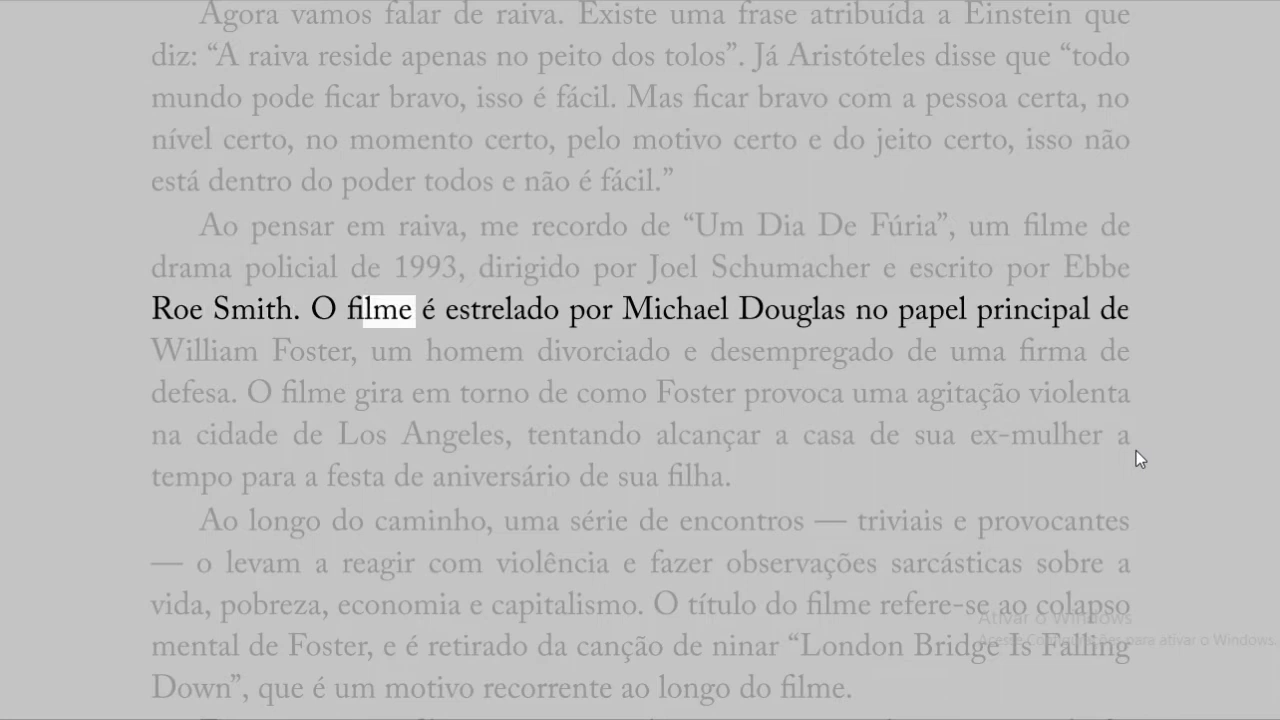 Agora vamos falar de raiva. Existe uma frase atribuída a Einstein que
diz: “A raiva reside apenas no peito dos tolos”. Já Aristóteles disse que “todo
mundo pode ficar bravo, isso é fácil. Mas ficar bravo com a pessoa certa, no
nível certo, no momento certo, pelo motivo certo e do jeito certo, isso não
está dentro do poder todos e não é fácil.”
Ao pensar em raiva, me recordo de “Um Dia De Fúria”, um filme de
drama policial de 1993, dirigido por Joel Schumacher e escrito por Ebbe
Roe Smith. O filme é estrelado por Michael Douglas no papel principal de
William Foster, um homem divorciado e desempregado de uma firma de
defesa. O filme gira em torno de como Foster provoca uma agitação violenta
na cidade de Los Angeles, tentando alcançar a casa de sua ex-mulher a
tempo para a festa de aniversário de sua filha.
Ao longo do caminho, uma série de encontros — triviais e provocantes
— o levam a reagir com violência e fazer observações sarcásticas sobre a
vida, pobreza, economia e capitalismo. O título do filme refere-se ao colapso
mental de Foster, e é retirado da canção de ninar “London Bridge Is Falling
Down”, que é um motivo recorrente ao longo do filme.
Ativar o Windows
Acesse Configurações para ativar o Windows.